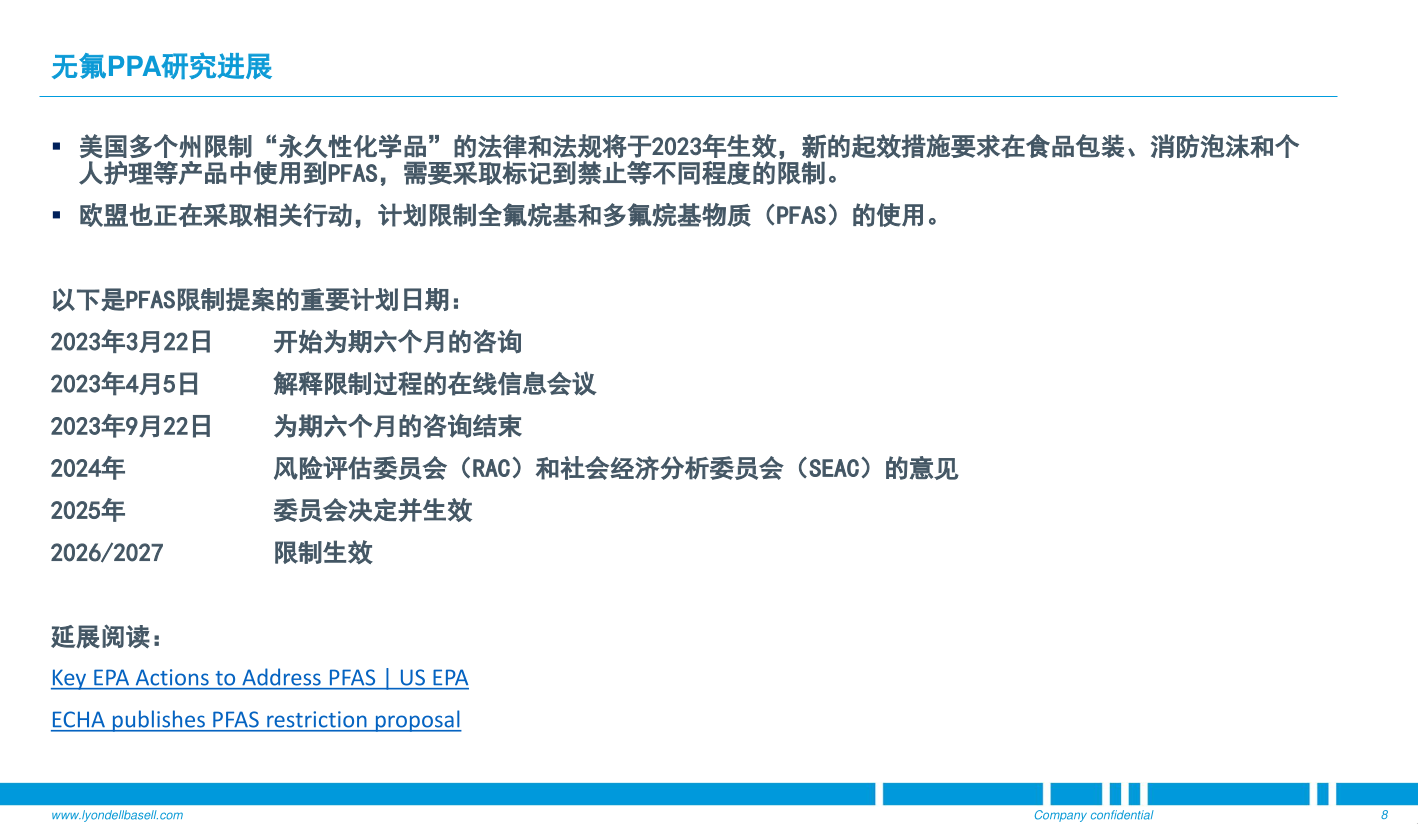 无氟PPA研究进展
▪ 美国多个州限制“永久性化学品”的法律和法规将于2023年生效，新的起效措施要求在食品包装、消防泡沫和个
人护理等产品中使用到PFAS，需要采取标记到禁止等不同程度的限制。
▪ 欧盟也正在采取相关行动，计划限制全氟烷基和多氟烷基物质（PFAS）的使用。
以下是PFAS限制提案的重要计划日期：
2023年3月22日 开始为期六个月的咨询
2023年4月5日 解释限制过程的在线信息会议
2023年9月22日 为期六个月的咨询结束
2024年 风险评估委员会（RAC）和社会经济分析委员会（SEAC）的意见
2025年 委员会决定并生效
2026/2027 限制生效
延展阅读：
Key EPA Actions to Address PFAS | US EPA
ECHA publishes PFAS restriction proposal
www.lyondellbasell.com Company confidential 8